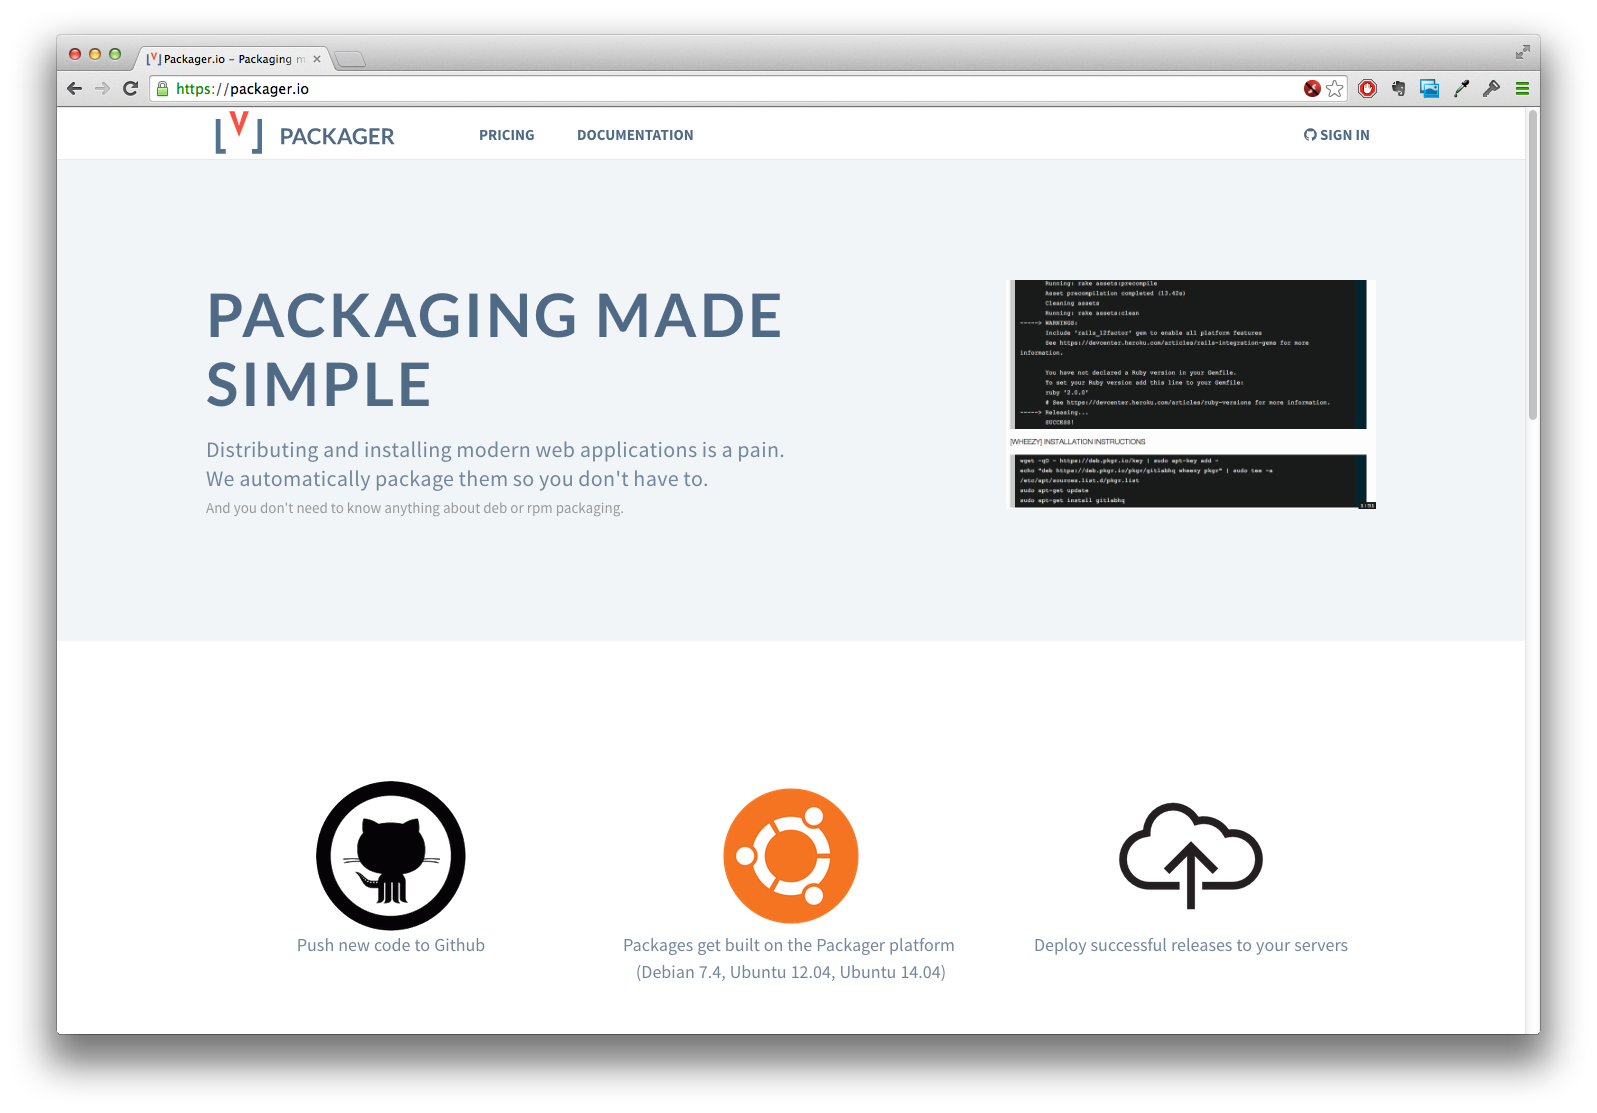 Packager.io – Packaging m
https://packager.io
PACKAGER
PRICING
DOCUMENTATION
SIGN IN
PACKAGING MADE
SIMPLE
Distributing and installing modern web applications is a pain.
We automatically package them so you don't have to.
And you don't need to know anything about deb or rpm packaging.
Running: rake assets:precompile
Asset precompilation completed (13.42s)
Cleaning assets
Running: rake assets:clean
-----> WARNINGS:
Include 'rails_12factor' gem to enable all platform features
See https://devcenter.heroku.com/articles/rails-integration-gems for more
information.
You have not declared a Ruby version in your Gemfile.
To set your Ruby version add this line to your Gemfile:
ruby '2.0.0'
# See https://devcenter.heroku.com/articles/ruby-versions for more information.
-----> Releasing...
SUCCESS!
[WHEEZY] INSTALLATION INSTRUCTIONS
wget -qO - https://deb.pkgr.io/key | sudo apt-key add -
echo "deb https://deb.pkgr.io/pkgr/gitlabhq wheezy pkgr" | sudo tee -a
/etc/apt/sources.list.d/pkgr.list
sudo apt-get update
sudo apt-get install gitlabhq
1:31
Push new code to Github
Packages get built on the Packager platform
(Debian 7.4, Ubuntu 12.04, Ubuntu 14.04)
Deploy successful releases to your servers